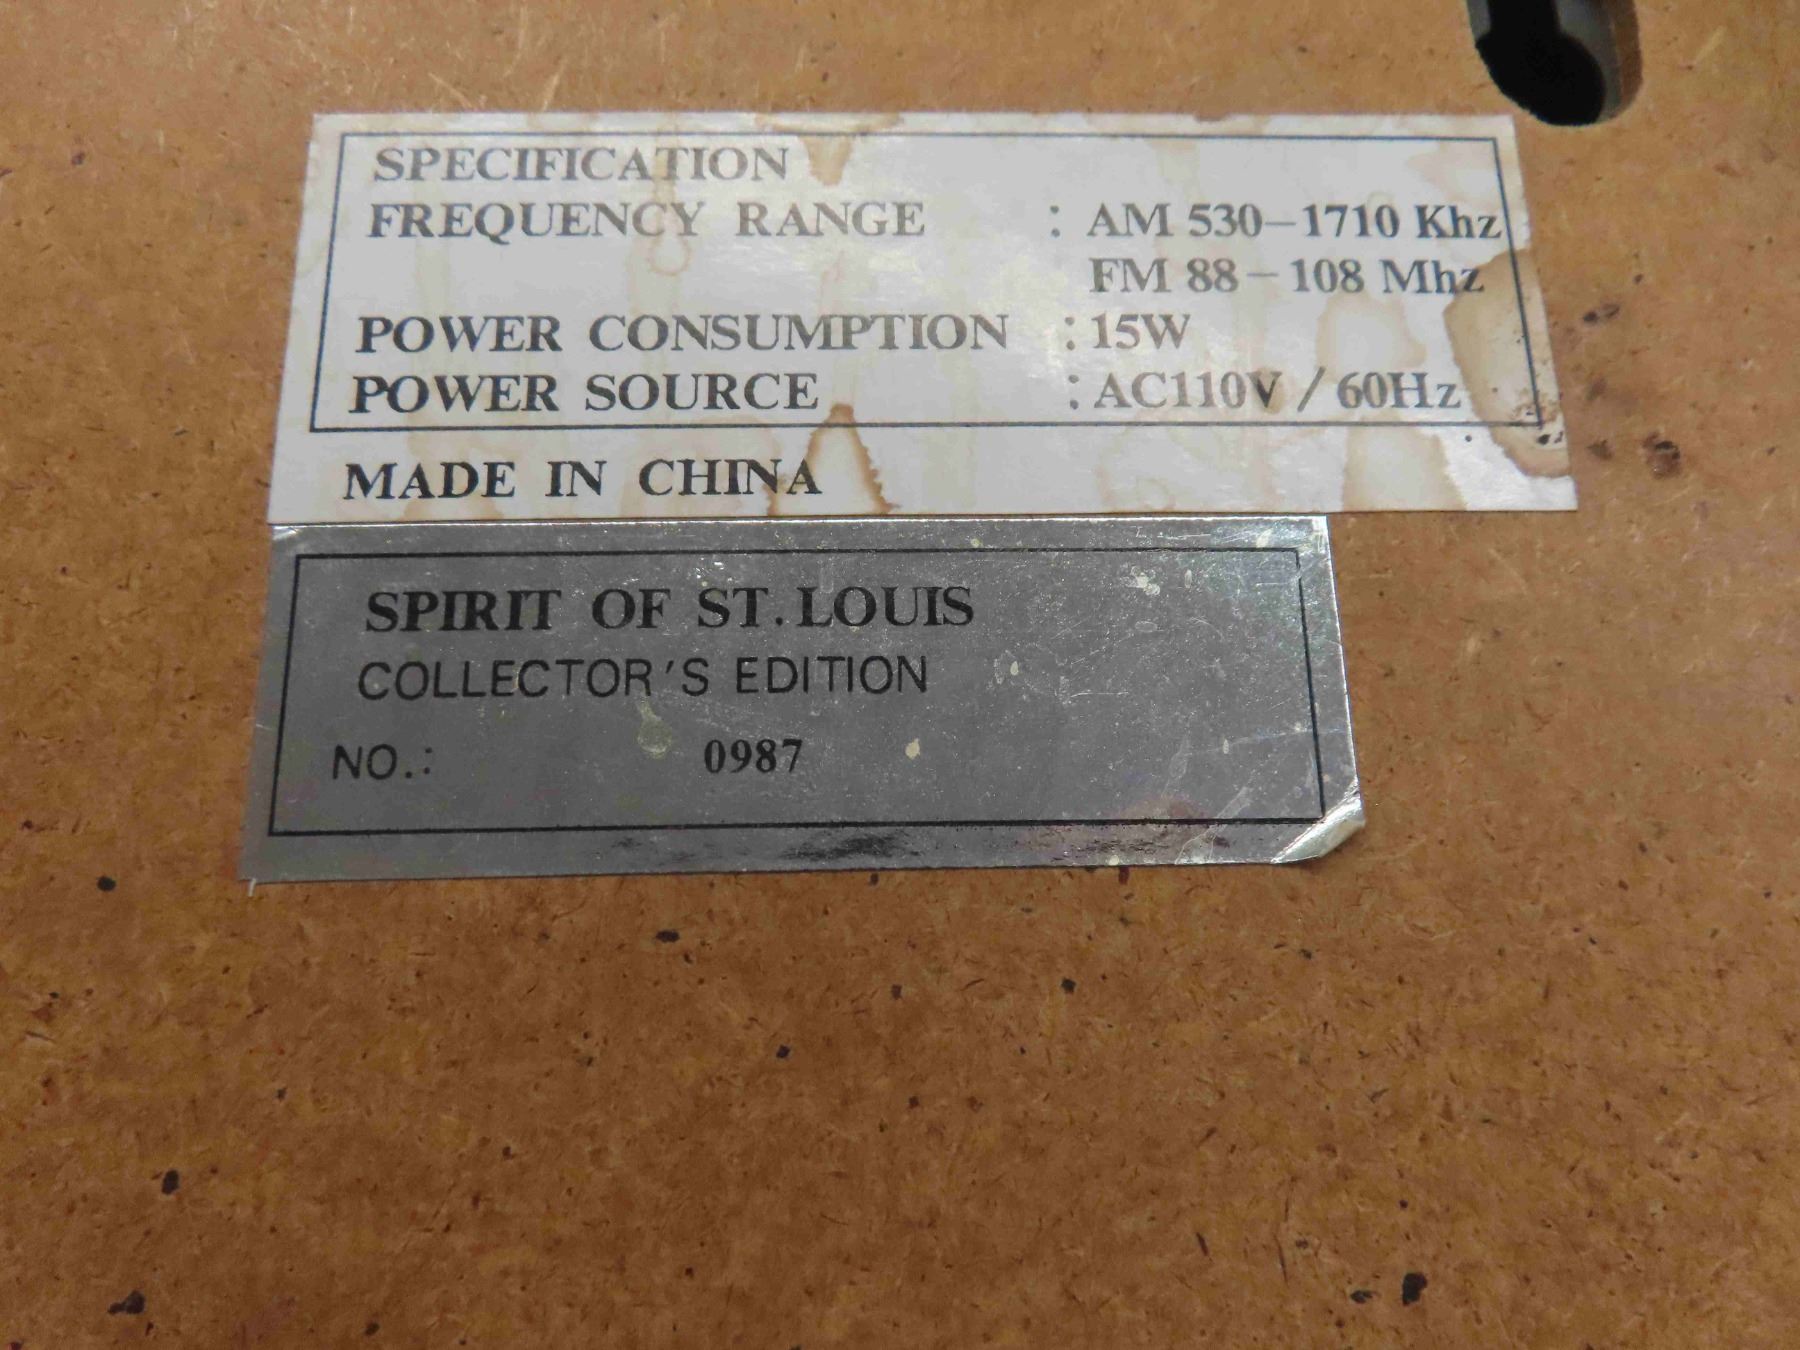 SPECIFICATION
FREQUENCY RANGE : AM 530-1710 Khz
FM 88-108 Mhz
POWER CONSUMPTION : 15W
POWER SOURCE : AC110V / 60Hz
MADE IN CHINA
SPIRIT OF ST. LOUIS
COLLECTOR'S EDITION
NO.: 0987